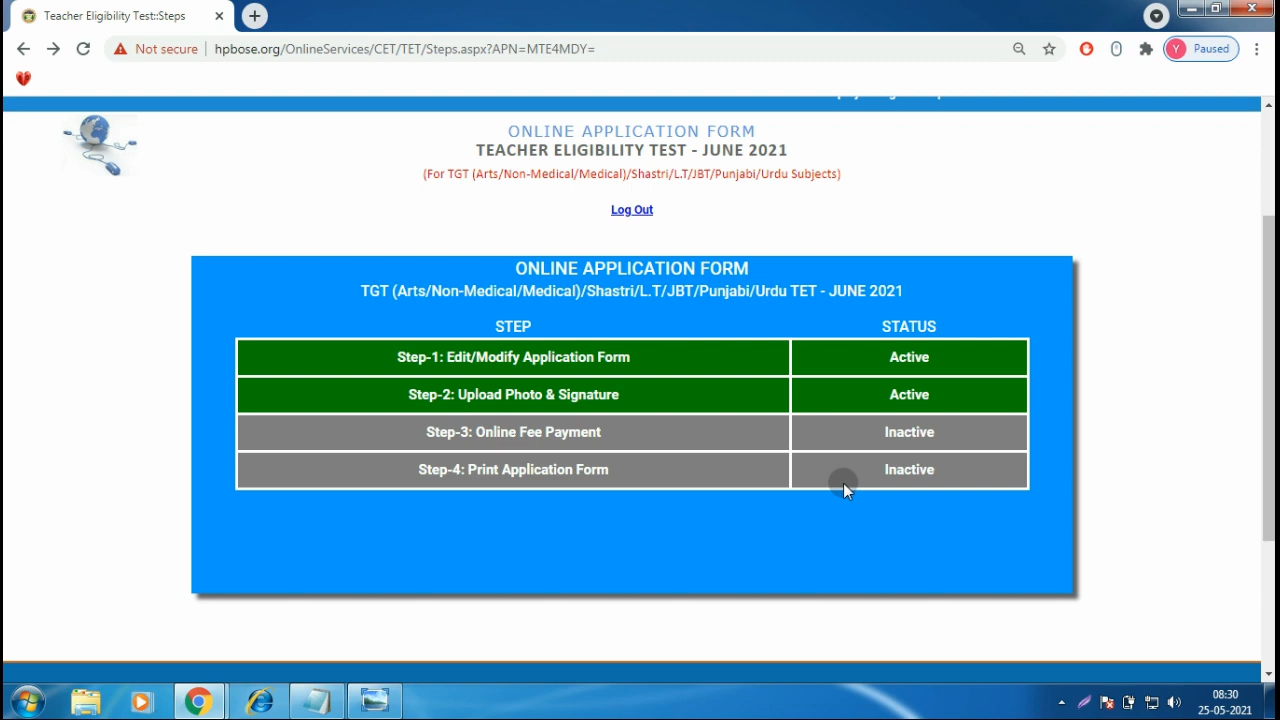 Teacher Eligibility Test::Steps
Not secure
hpbose.org/OnlineServices/CET/TET/Steps.aspx?APN=MTE4MDY=
Y
Paused
ONLINE APPLICATION FORM
TEACHER ELIGIBILITY TEST - JUNE 2021
(For TGT (Arts/Non-Medical/Medical)/Shastri/L.T/JBT/Punjabi/Urdu Subjects)
Log Out
ONLINE APPLICATION FORM
TGT (Arts/Non-Medical/Medical)/Shastri/L.T/JBT/Punjabi/Urdu TET - JUNE 2021
STEP STATUS
Step-1: Edit/Modify Application Form Active
Step-2: Upload Photo & Signature Active
Step-3: Online Fee Payment Inactive
Step-4: Print Application Form Inactive
08:30
25-05-2021